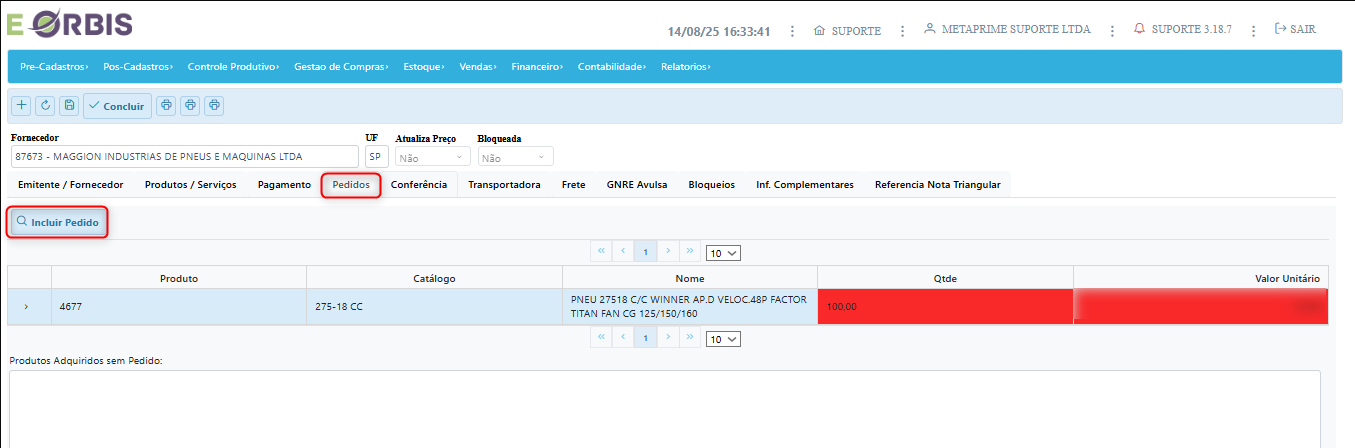 E ORBIS
14/08/25 16:33:41 SUPORTE METAPRIME SUPORTE LTDA SUPORTE 3.18.7 SAIR
Pre-Cadastros Pos-Cadastros Controle Produtivo Gestao de Compras Estoque Vendas Financeiro Contabilidade Relatorios
Concluir
Fornecedor UF Atualiza Preço Bloqueada
87673 - MAGGION INDUSTRIAS DE PNEUS E MAQUINAS LTDA SP Não Não
Emitente / Fornecedor Produtos / Serviços Pagamento Pedidos Conferência Transportadora Frete GNRE Avulsa Bloqueios Inf. Complementares Referencia Nota Triangular
Incluir Pedido
1 10
Produto Catálogo Nome Qtde Valor Unitário
4677 275-18 CC PNEU 27518 C/C WINNER AP.D VELOC.48P FACTOR 100,00
TITAN FAN CG 125/150/160
1 10
Produtos Adquiridos sem Pedido: